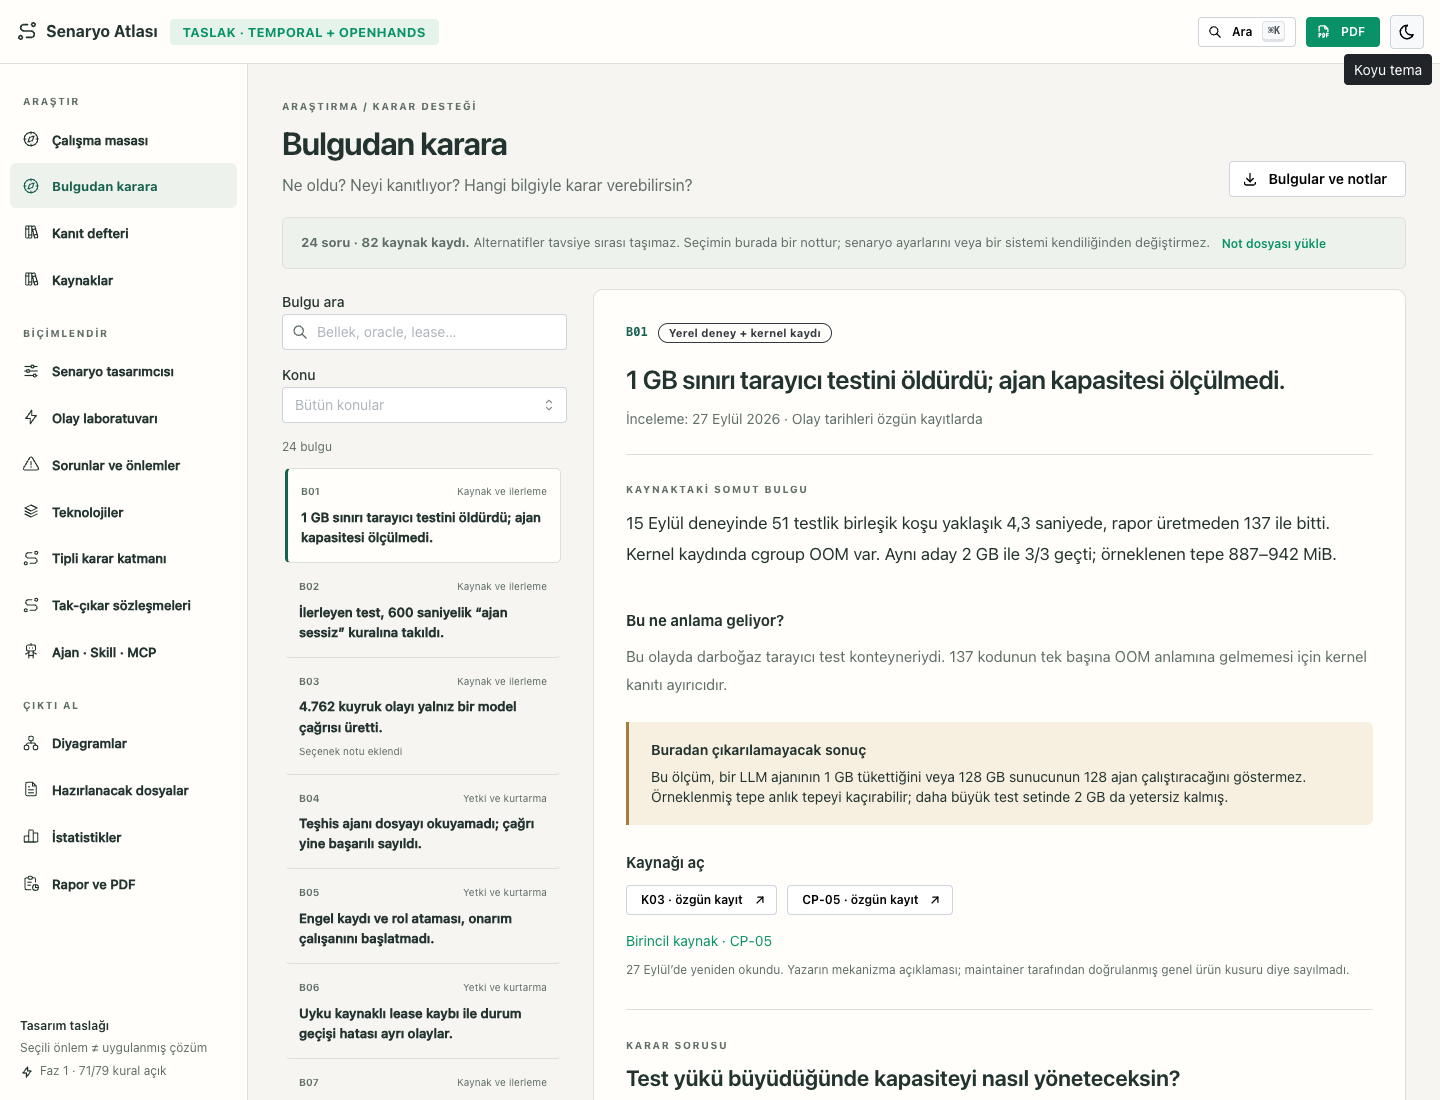 Senaryo Atlası
TASLAK · TEMPORAL + OPENHANDS
Ara ⌘K
PDF
Koyu tema
ARAŞTIR
Çalışma masası
Bulgudan karara
Kanıt defteri
Kaynaklar
BİÇİMLENDİR
Senaryo tasarımcısı
Olay laboratuvarı
Sorunlar ve önlemler
Teknolojiler
Tipli karar katmanı
Tak-çıkar sözleşmeleri
Ajan · Skill · MCP
ÇIKTI AL
Diyagramlar
Hazırlanacak dosyalar
İstatistikler
Rapor ve PDF
Tasarım taslağı
Seçili önlem ≠ uygulanmış çözüm
Faz 1 · 71/79 kural açık
ARAŞTIRMA / KARAR DESTEĞİ
Bulgudan karara
Ne oldu? Neyi kanıtlıyor? Hangi bilgiyle karar verebilirsin?
Bulgular ve notlar
24 soru · 82 kaynak kaydı. Alternatifler tavsiye sırası taşımaz. Seçimin burada bir nottur; senaryo ayarlarını veya bir sistemi kendiliğinden değiştirmez. Not dosyası yükle
Bulgu ara
Bellek, oracle, lease...
Konu
Bütün konular
24 bulgu
B01 Kaynak ve ilerleme
1 GB sınırı tarayıcı testini öldürdü; ajan
kapasitesi ölçülmedi.
B02 Kaynak ve ilerleme
İlerleyen test, 600 saniyelik “ajan
sessiz” kuralına takıldı.
B03 Kaynak ve ilerleme
4.762 kuyruk olayı yalnız bir model
çağrısı üretti.
Seçenek notu eklendi
B04 Yetki ve kurtarma
Teşhis ajanı dosyayı okuyamadı; çağrı
yine başarılı sayıldı.
B05 Yetki ve kurtarma
Engel kaydı ve rol ataması, onarım
çalışanını başlatmadı.
B06 Yetki ve kurtarma
Uyku kaynaklı lease kaybı ile durum
geçişi hatası ayrı olaylar.
B07 Kaynak ve ilerleme
B01 Yerel deney + kernel kaydı
1 GB sınırı tarayıcı testini öldürdü; ajan kapasitesi ölçülmedi.
İnceleme: 27 Eylül 2026 · Olay tarihleri özgün kayıtlarda
KAYNAKTAKİ SOMUT BULGU
15 Eylül deneyinde 51 testlik birleşik koşu yaklaşık 4,3 saniyede, rapor üretmeden 137 ile bitti.
Kernel kaydında cgroup OOM var. Aynı aday 2 GB ile 3/3 geçti; örneklenen tepe 887–942 MiB.
Bu ne anlama geliyor?
Bu olayda darboğaz tarayıcı test konteyneriydi. 137 kodunun tek başına OOM anlamına gelmemesi için kernel
kanıtı ayırıcıdır.
Buradan çıkarılamayacak sonuç
Bu ölçüm, bir LLM ajanının 1 GB tükettiğini veya 128 GB sunucunun 128 ajan çalıştıracağını göstermez.
Örneklenmiş tepe anlık tepeyi kaçırabilir; daha büyük test setinde 2 GB da yetersiz kalmış.
Kaynağı aç
K03 · özgün kayıt
CP-05 · özgün kayıt
Birincil kaynak · CP-05
27 Eylül’de yeniden okundu. Yazarın mekanizma açıklaması; maintainer tarafından doğrulanmış genel ürün kusuru diye sayılmadı.
KARAR SORUSU
Test yükü büyüdüğünde kapasiteyi nasıl yöneteceksin?